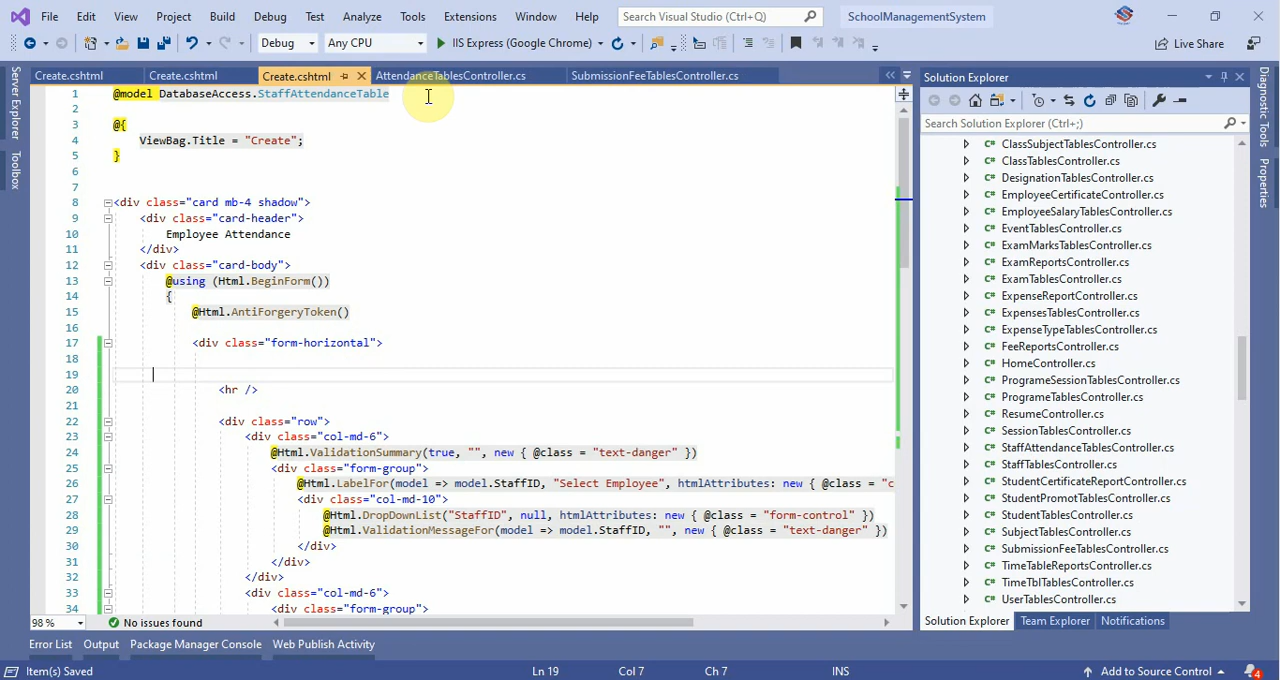 File Edit View Project Build Debug Test Analyze Tools Extensions Window Help Search Visual Studio (Ctrl+Q) SchoolManagementSystem
Debug Any CPU IIS Express (Google Chrome) Live Share
Create.cshtml Create.cshtml Create.cshtml AttendanceTablesController.cs SubmissionFeeTablesController.cs
Server Explorer
Toolbox
1 @model DatabaseAccess.StaffAttendanceTable
2
3 @{
4 ViewBag.Title = "Create";
5 }
6
7
8 <div class="card mb-4 shadow">
9 <div class="card-header">
10 Employee Attendance
11 </div>
12 <div class="card-body">
13 @using (Html.BeginForm())
14 {
15 @Html.AntiForgeryToken()
16
17 <div class="form-horizontal">
18
19
20 <hr />
21
22 <div class="row">
23 <div class="col-md-6">
24 @Html.ValidationSummary(true, "", new { @class = "text-danger" })
25 <div class="form-group">
26 @Html.LabelFor(model => model.StaffID, "Select Employee", htmlAttributes: new { @class = "c
27 <div class="col-md-10">
28 @Html.DropDownList("StaffID", null, htmlAttributes: new { @class = "form-control" })
29 @Html.ValidationMessageFor(model => model.StaffID, "", new { @class = "text-danger" })
30 </div>
31 </div>
32 </div>
33 <div class="col-md-6">
34 <div class="form-group">
98 % No issues found
Solution Explorer
Search Solution Explorer (Ctrl+;)
ClassSubjectTablesController.cs
ClassTablesController.cs
DesignationTablesController.cs
EmployeeCertificateController.cs
EmployeeSalaryTablesController.cs
EventTablesController.cs
ExamMarksTablesController.cs
ExamReportsController.cs
ExamTablesController.cs
ExpenseReportController.cs
ExpensesTablesController.cs
ExpenseTypeTablesController.cs
FeeReportsController.cs
HomeController.cs
ProgrameSessionTablesController.cs
ProgrameTablesController.cs
ResumeController.cs
SessionTablesController.cs
StaffAttendanceTablesController.cs
StaffTablesController.cs
StudentCertificateReportController.cs
StudentPromotTablesController.cs
StudentTablesController.cs
SubjectTablesController.cs
SubmissionFeeTablesController.cs
TimeTableReportsController.cs
TimeTblTablesController.cs
UserTablesController.cs
Solution Explorer Team Explorer Notifications
Diagnostic Tools
Properties
Error List Output Package Manager Console Web Publish Activity
Item(s) Saved Ln 19 Col 7 Ch 7 INS Add to Source Control 4